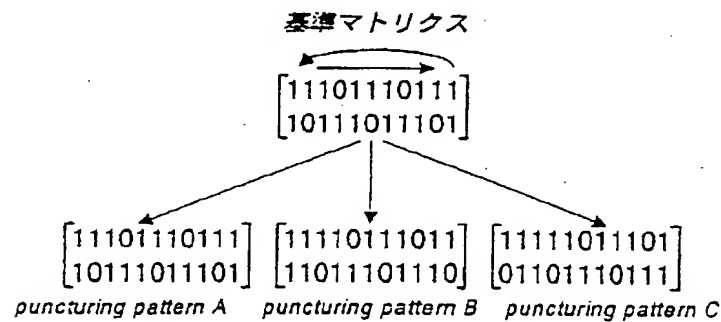 基準マトリクス
11101110111
10111011101
11101110111 11110111011 11111011101
10111011101 11011101110 01101110111
puncturing pattern A puncturing pattern B puncturing pattern C